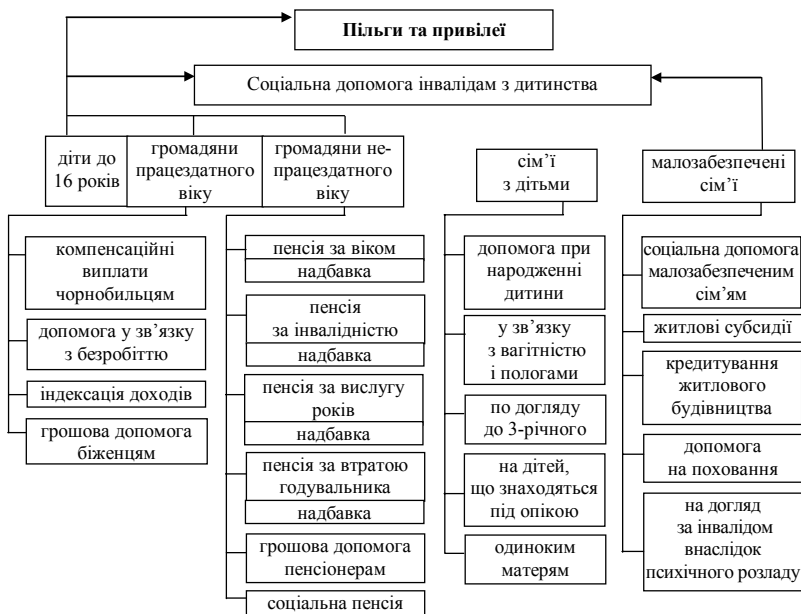 Пільги та привілеї
Соціальна допомога інвалідам з дитинства
діти до
16 років
громадяни
працездатного
віку
громадяни не-
працездатного
віку
сім’ї
з дітьми
малозабезпечені
сім’ї
компенсаційні
виплати
чорнобильцям
допомога у зв’язку
з безробіттю
індексація доходів
грошова допомога
біженцям
пенсія за віком
надбавка
пенсія
за інвалідністю
надбавка
пенсія за вислугу
років
надбавка
пенсія за втратою
годувальника
надбавка
грошова допомога
пенсіонерам
соціальна пенсія
допомога при
народженні
дитини
у зв’язку
з вагітністю
і пологами
по догляду
до 3-річного
на дітей,
що знаходяться
під опікою
одиноким
матерям
соціальна допомога
малозабезпеченим
сім’ям
житлові субсидії
кредитування
житлового
будівництва
допомога
на поховання
на догляд
за інвалідом
внаслідок
психічного розладу